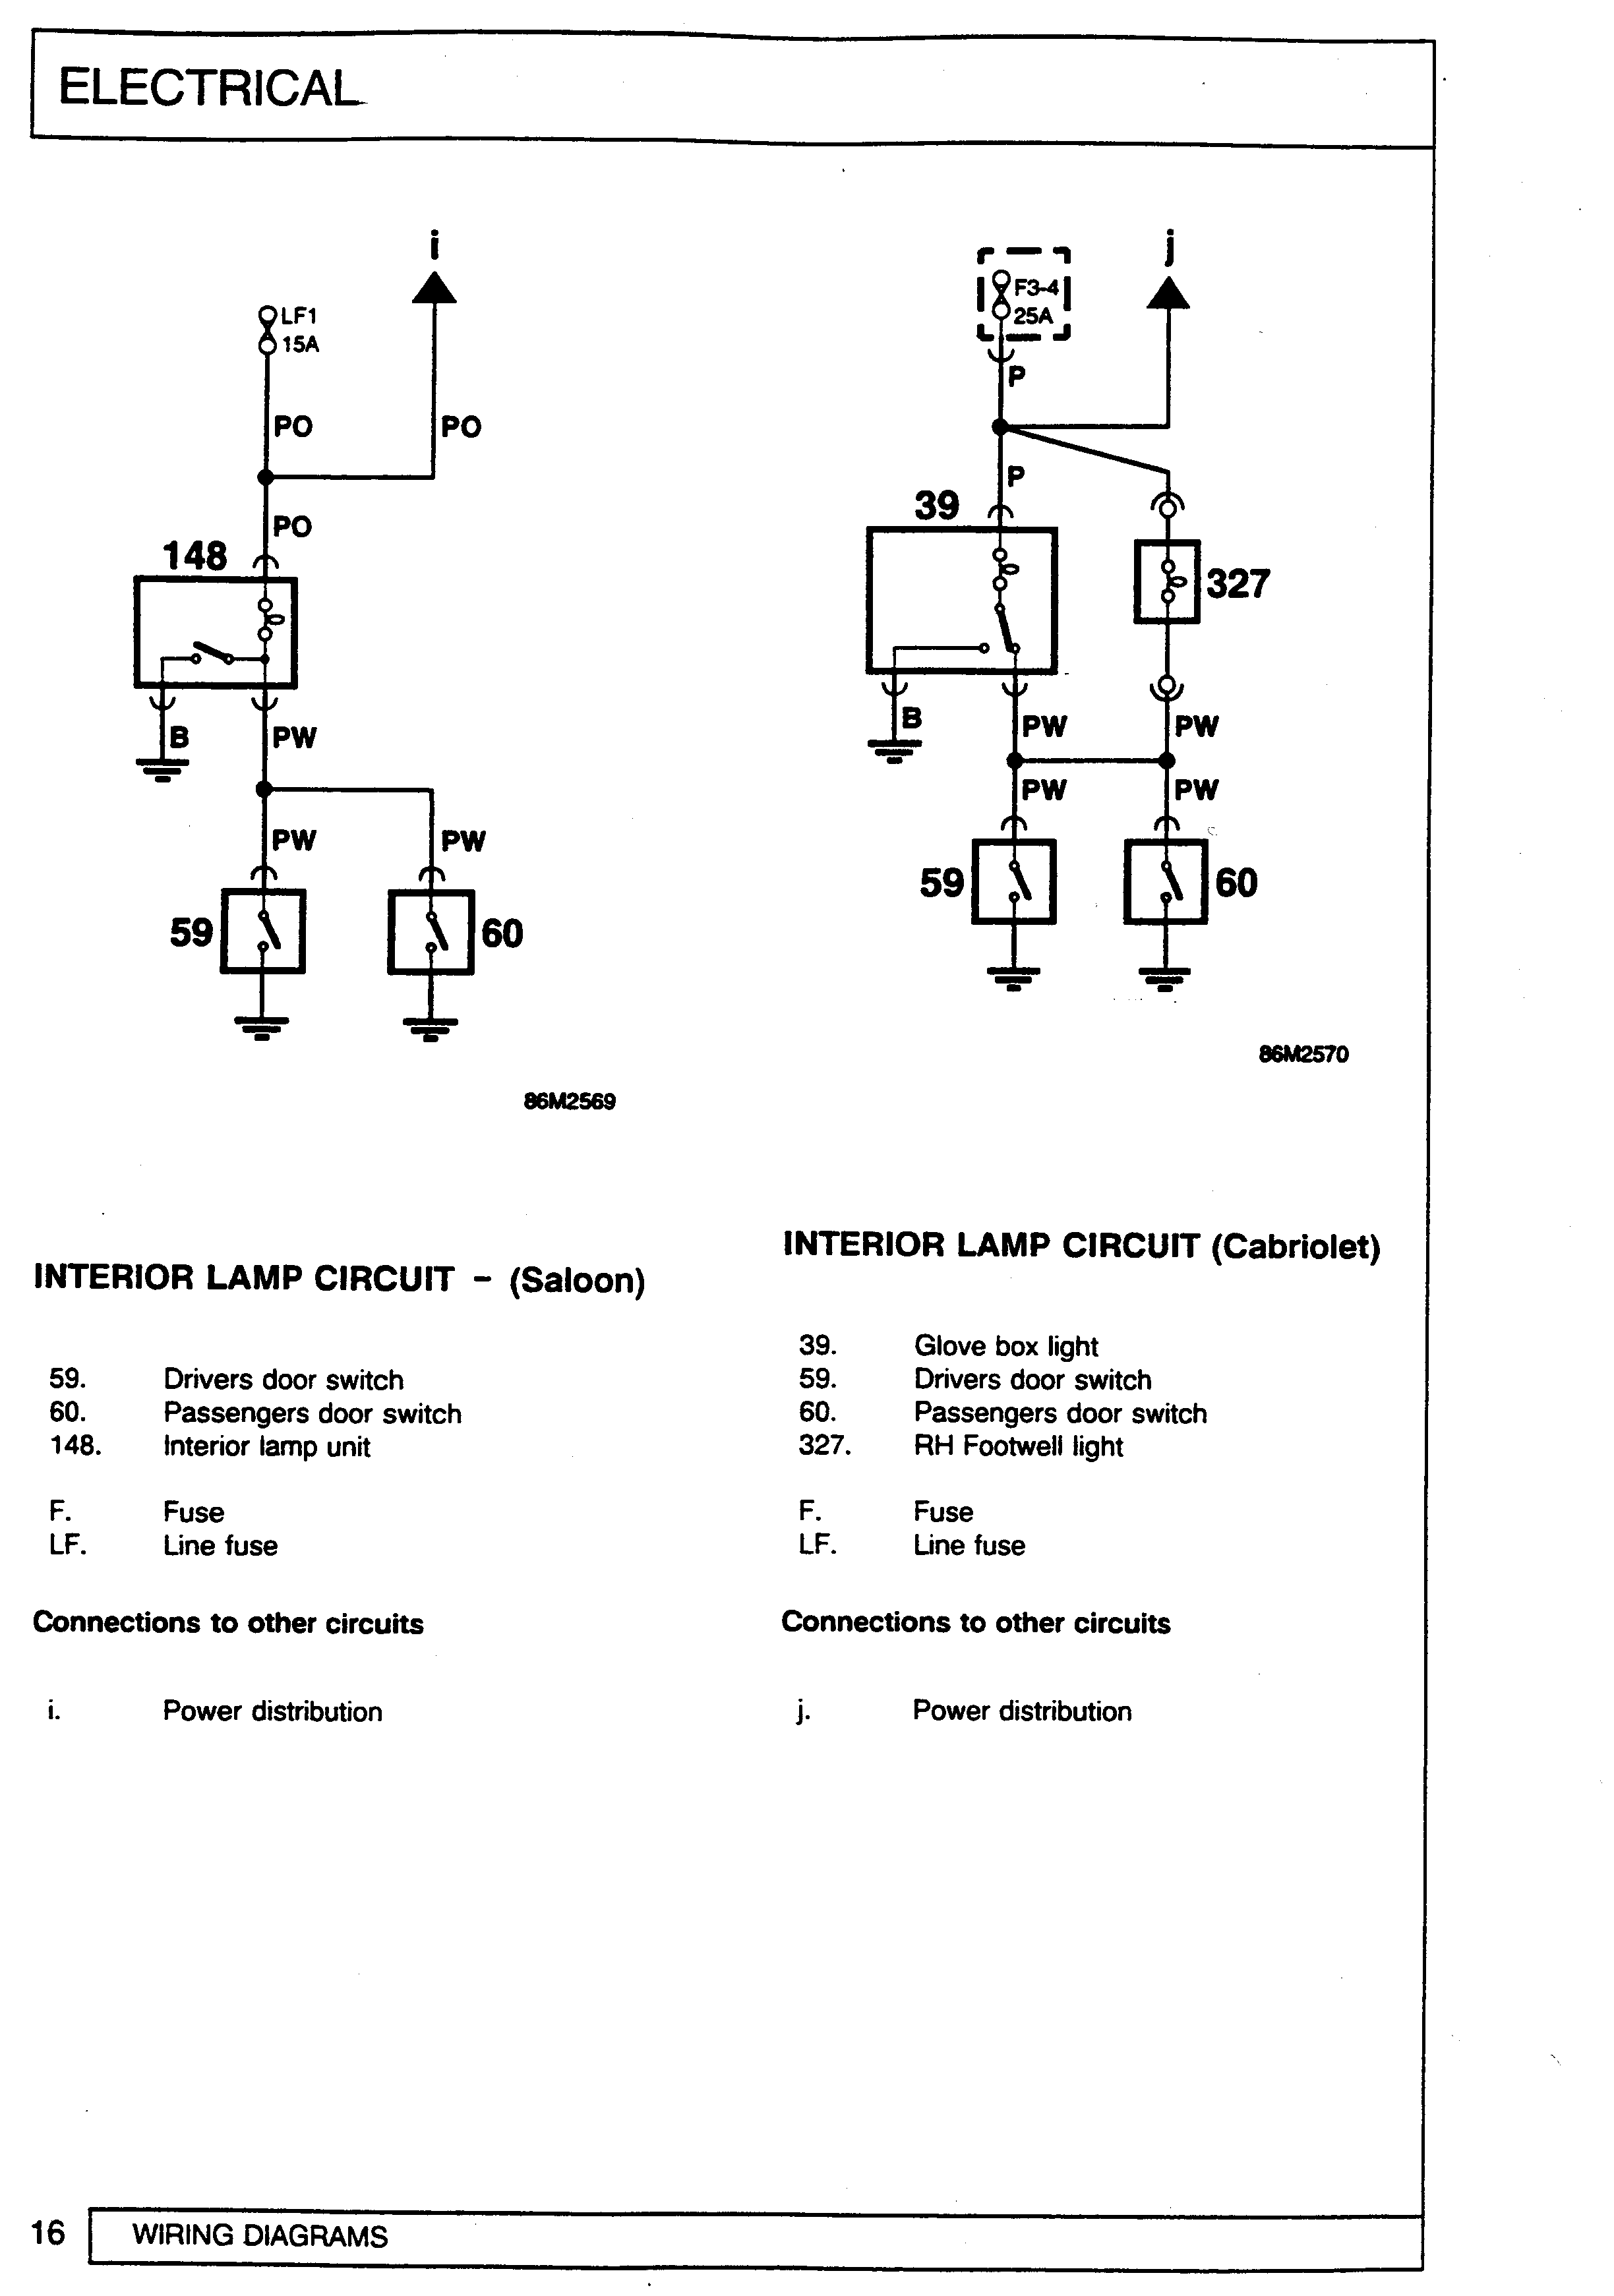 ELECTRICAL
i
LF1
15A
PO
PO
PO
148
B
PW
PW
PW
59
60
86M2569
j
F3-4
25A
P
P
39
327
B
PW
PW
PW
PW
59
60
86M2570
INTERIOR LAMP CIRCUIT - (Saloon)
59. Drivers door switch
60. Passengers door switch
148. Interior lamp unit
F. Fuse
LF. Line fuse
Connections to other circuits
i. Power distribution
INTERIOR LAMP CIRCUIT (Cabriolet)
39. Glove box light
59. Drivers door switch
60. Passengers door switch
327. RH Footwell light
F. Fuse
LF. Line fuse
Connections to other circuits
j. Power distribution
16 WIRING DIAGRAMS